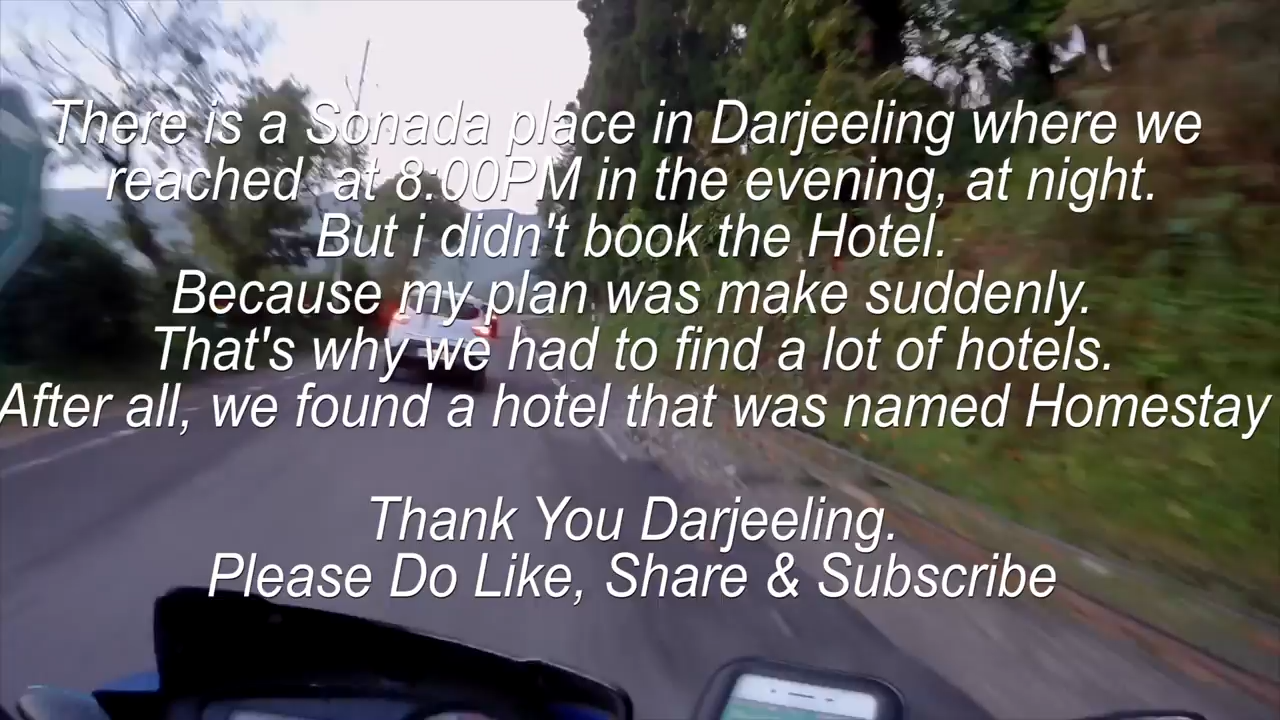 There is a Sonada place in Darjeeling where we
reached at 8:00PM in the evening, at night.
But i didn't book the Hotel.
Because my plan was make suddenly.
That's why we had to find a lot of hotels.
After all, we found a hotel that was named Homestay
Thank You Darjeeling.
Please Do Like, Share & Subscribe